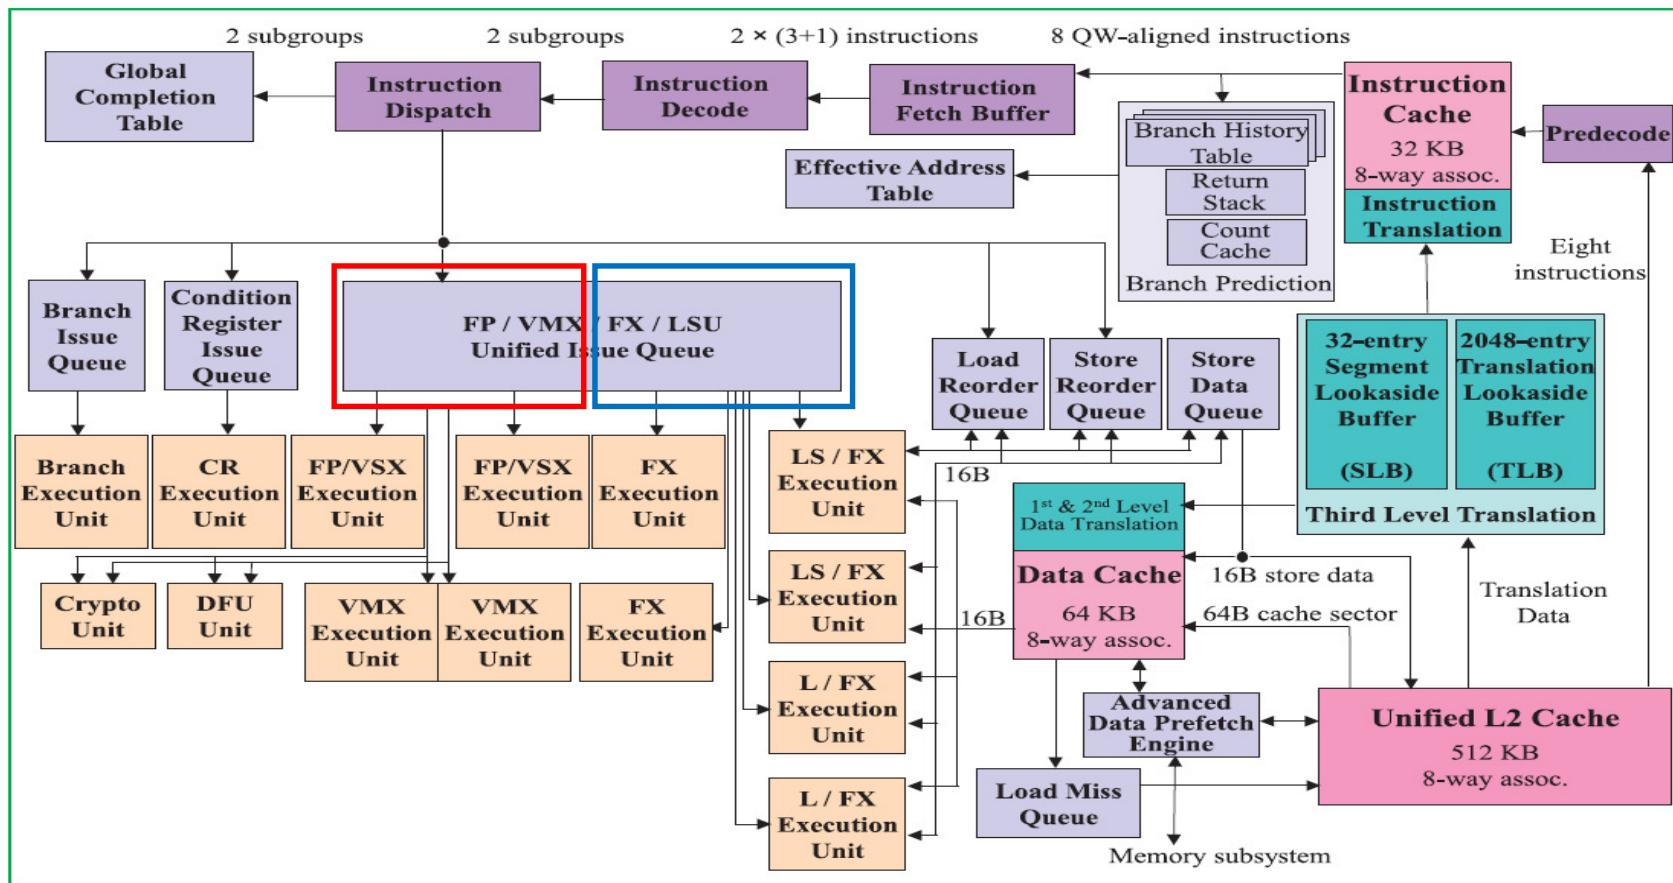 2 subgroups
2 subgroups
2 × (3+1) instructions
8 QW-aligned instructions
Global
Completion
Table
Instruction
Dispatch
Instruction
Decode
Instruction
Fetch Buffer
Instruction
Cache
32 KB
8-way assoc.
Instruction
Translation
Predecode
Branch History
Table
Return
Stack
Count
Cache
Branch Prediction
Effective Address
Table
Eight
instructions
Branch
Issue
Queue
Condition
Register
Issue
Queue
FP / VMX / FX / LSU
Unified Issue Queue
Load
Reorder
Queue
Store
Reorder
Queue
Store
Data
Queue
32-entry
Segment
Lookaside
Buffer
(SLB)
2048-entry
Translation
Lookaside
Buffer
(TLB)
Third Level Translation
Branch
Execution
Unit
CR
Execution
Unit
FP/VSX
Execution
Unit
FP/VSX
Execution
Unit
FX
Execution
Unit
LS / FX
Execution
Unit
16B
1st & 2nd Level
Data Translation
Data Cache
64 KB
8-way assoc.
16B store data
64B cache sector
Translation
Data
Crypto
Unit
DFU
Unit
VMX
Execution
Unit
VMX
Execution
Unit
FX
Execution
Unit
LS / FX
Execution
Unit
16B
L / FX
Execution
Unit
Advanced
Data Prefetch
Engine
Unified L2 Cache
512 KB
8-way assoc.
L / FX
Execution
Unit
Load Miss
Queue
Memory subsystem